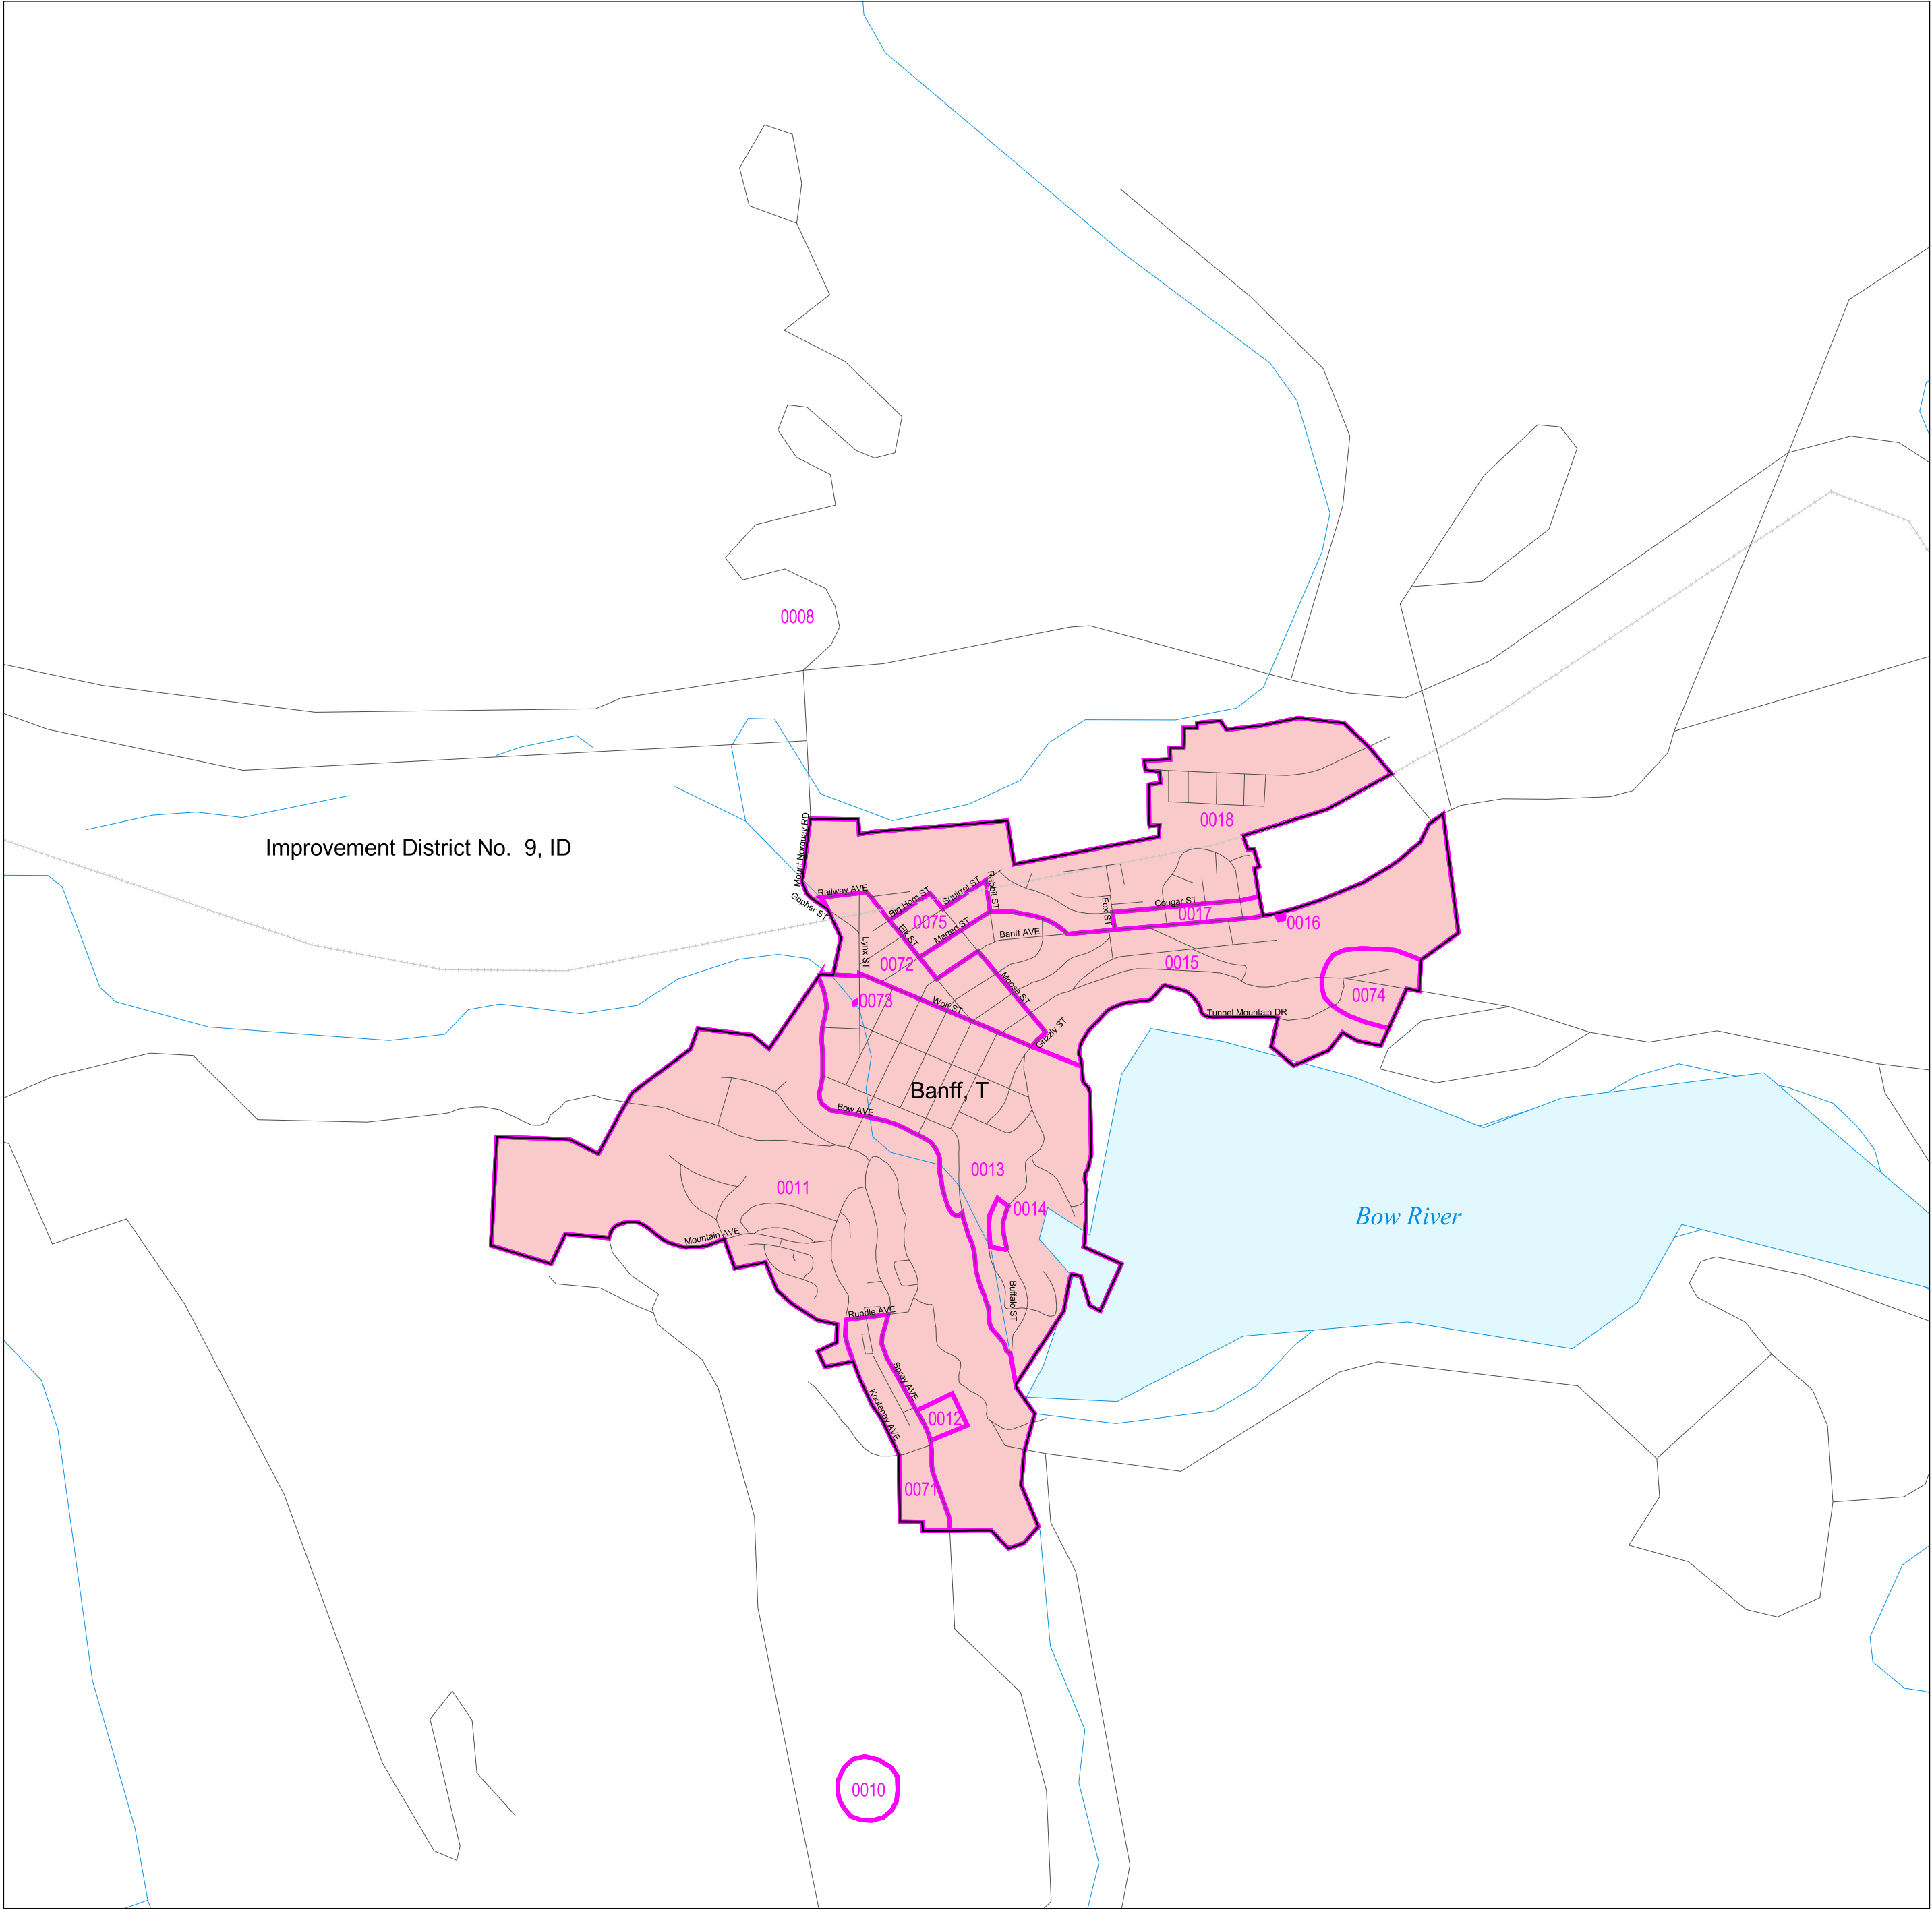 0008
Mount Norquay RD
0018
Improvement District No.  9, ID
Railway AVE
Gopher ST
Big Horn ST
Squirrel ST
Rabbit ST
Fox ST
Cougar ST
0017
0016
0075
Elk ST
Marten ST
Banff AVE
Lynx ST
0072
0015
Moose ST
0074
0073
Wolf ST
Tunnel Mountain DR
Grizzly ST
Banff, T
Bow AVE
0013
0011
0014
Bow River
Mountain AVE
Buffalo ST
Rundle AVE
Spray AVE
Kootenay AVE
0012
0071
0010